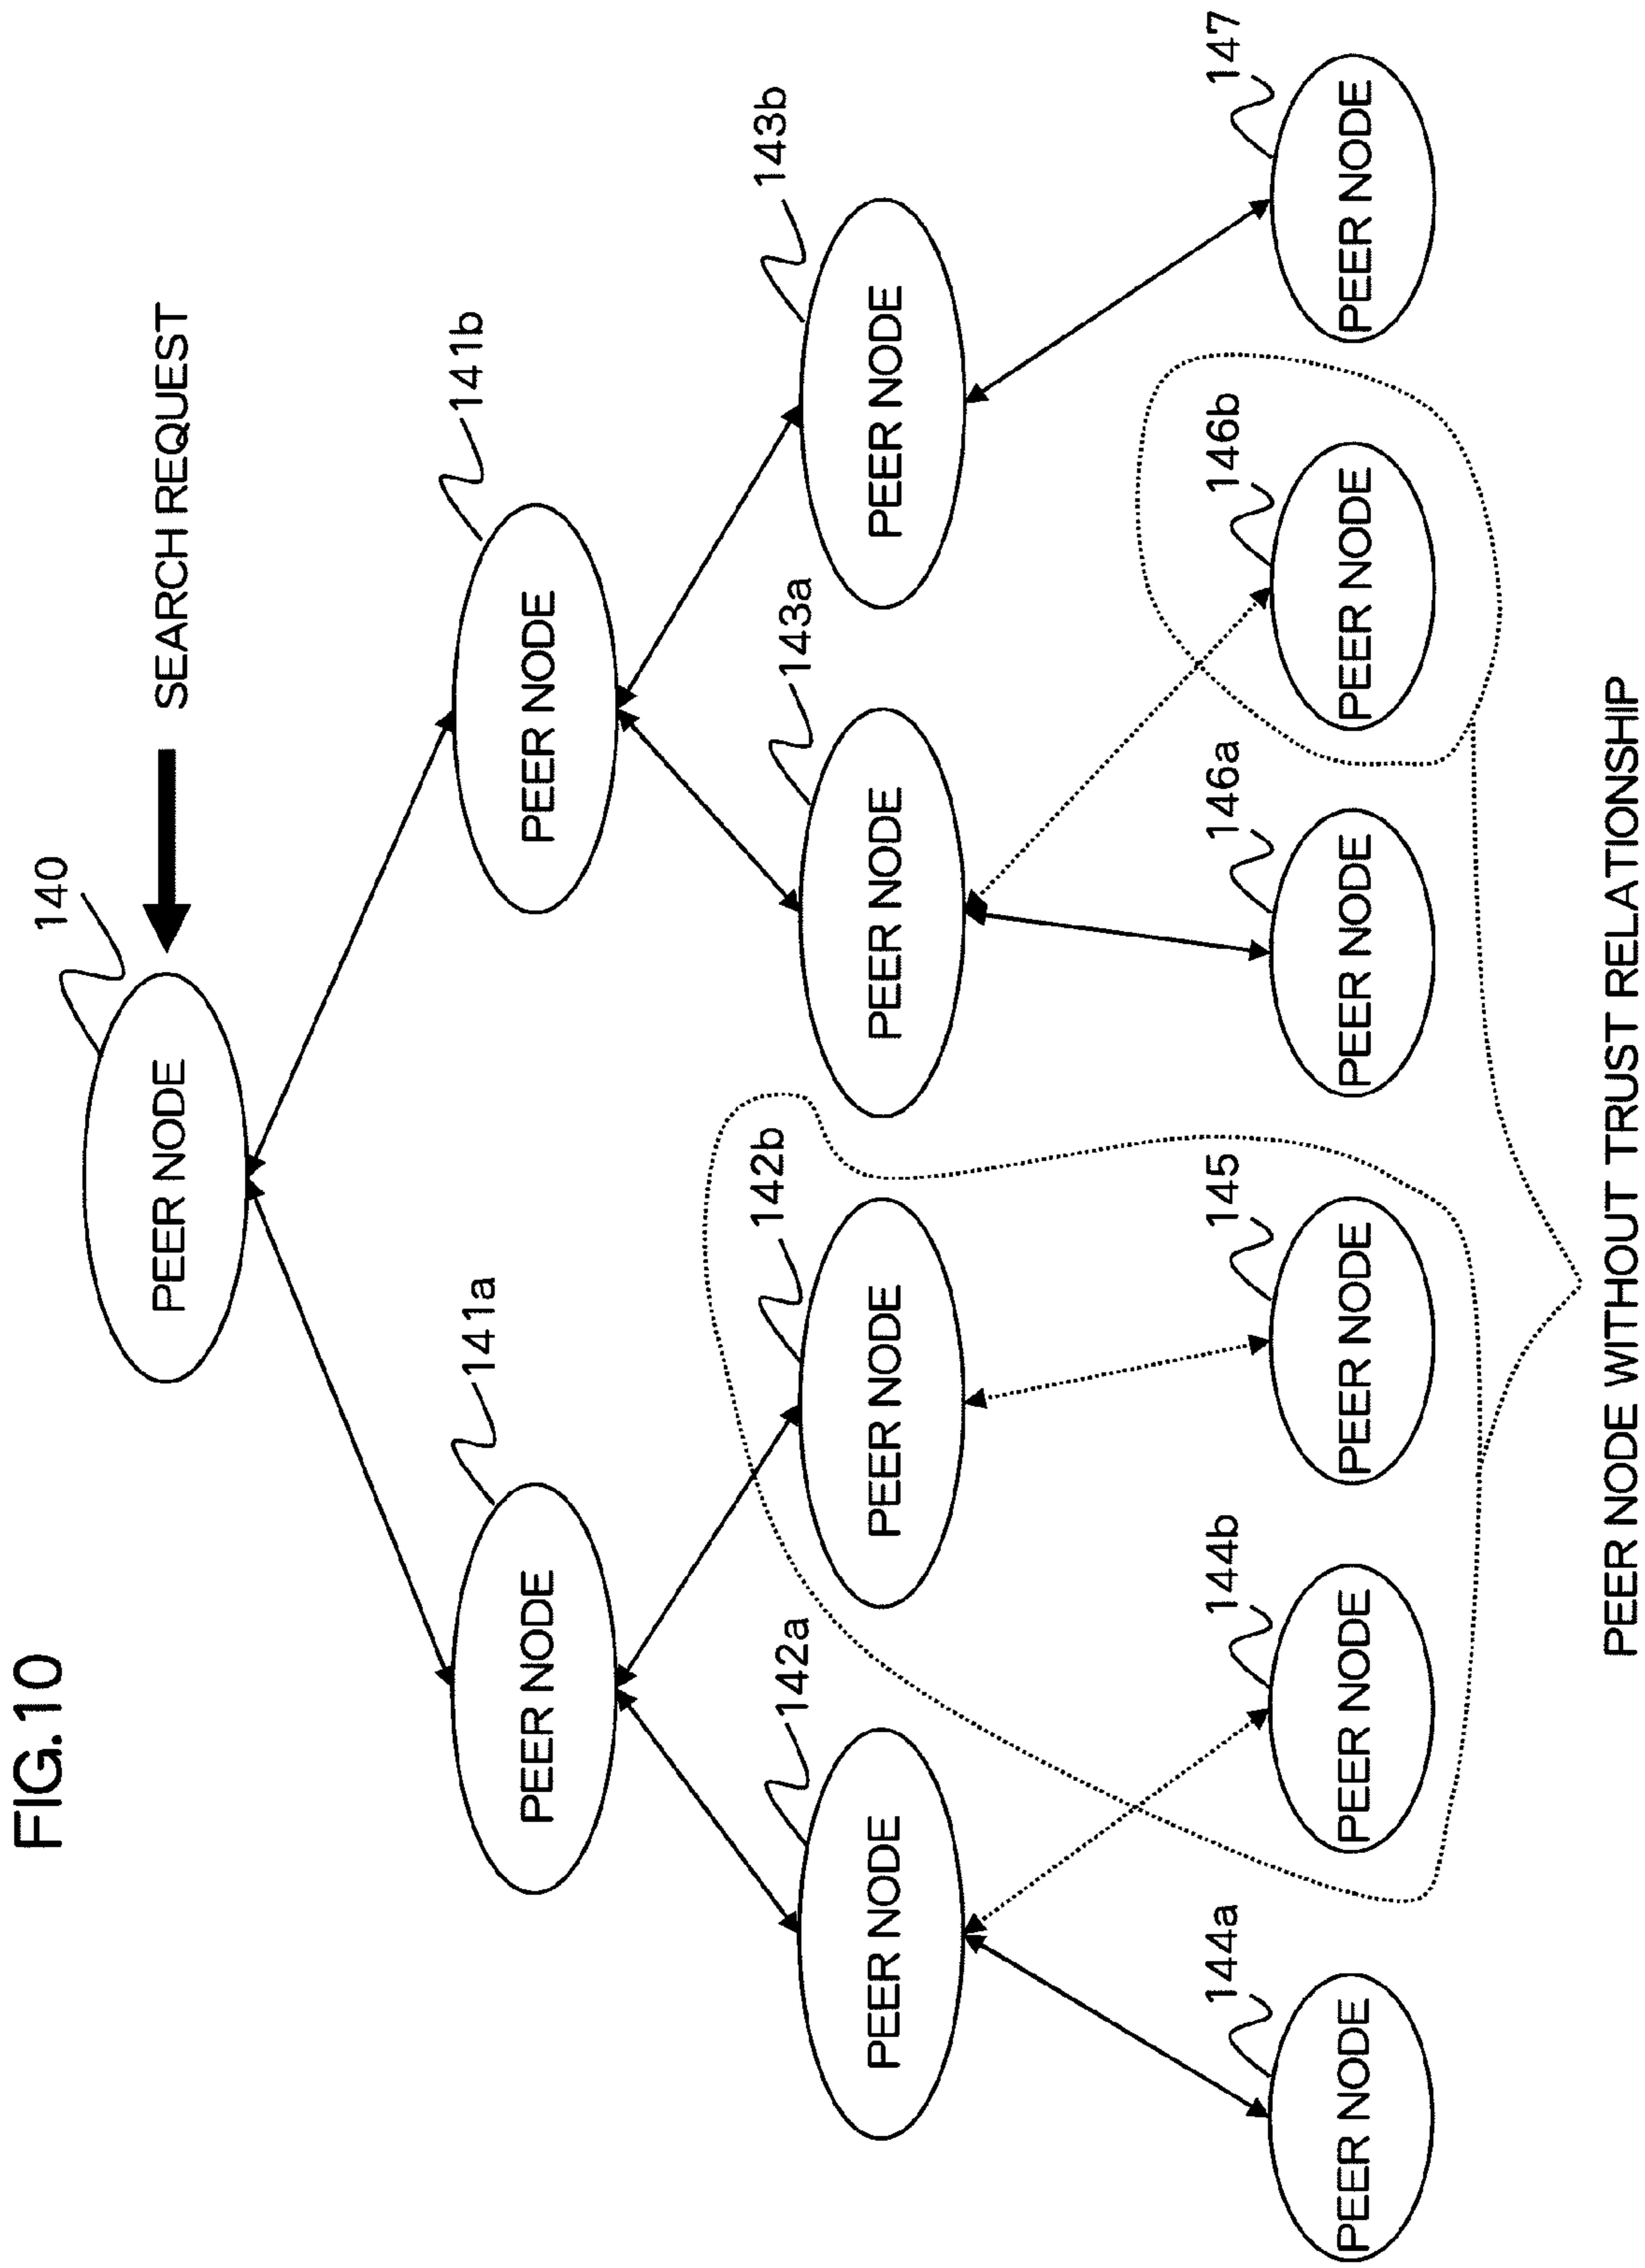 FIG.10
140
SEARCH REQUEST
PEER NODE
141a
141b
PEER NODE
PEER NODE
142a
142b
143a
143b
PEER NODE
PEER NODE
PEER NODE
PEER NODE
144a
144b
145
146a
146b
147
PEER NODE
PEER NODE
PEER NODE
PEER NODE
PEER NODE
PEER NODE
PEER NODE WITHOUT TRUST RELATIONSHIP